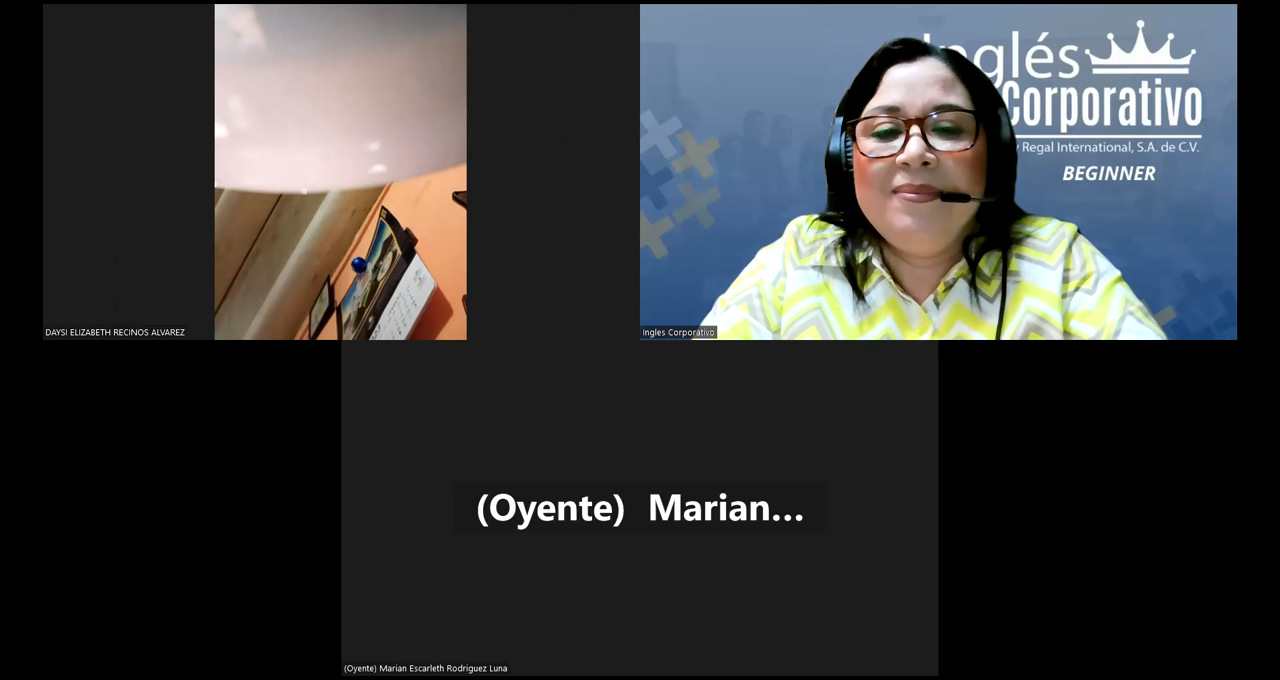 DAYSI ELIZABETH RECINOS ALVAREZ
Inglés
Corporativo
y Regal International, S.A. de C.V.
BEGINNER
Ingles Corporativo
(Oyente) Marian...
(Oyente) Marian Escarleth Rodriguez Luna